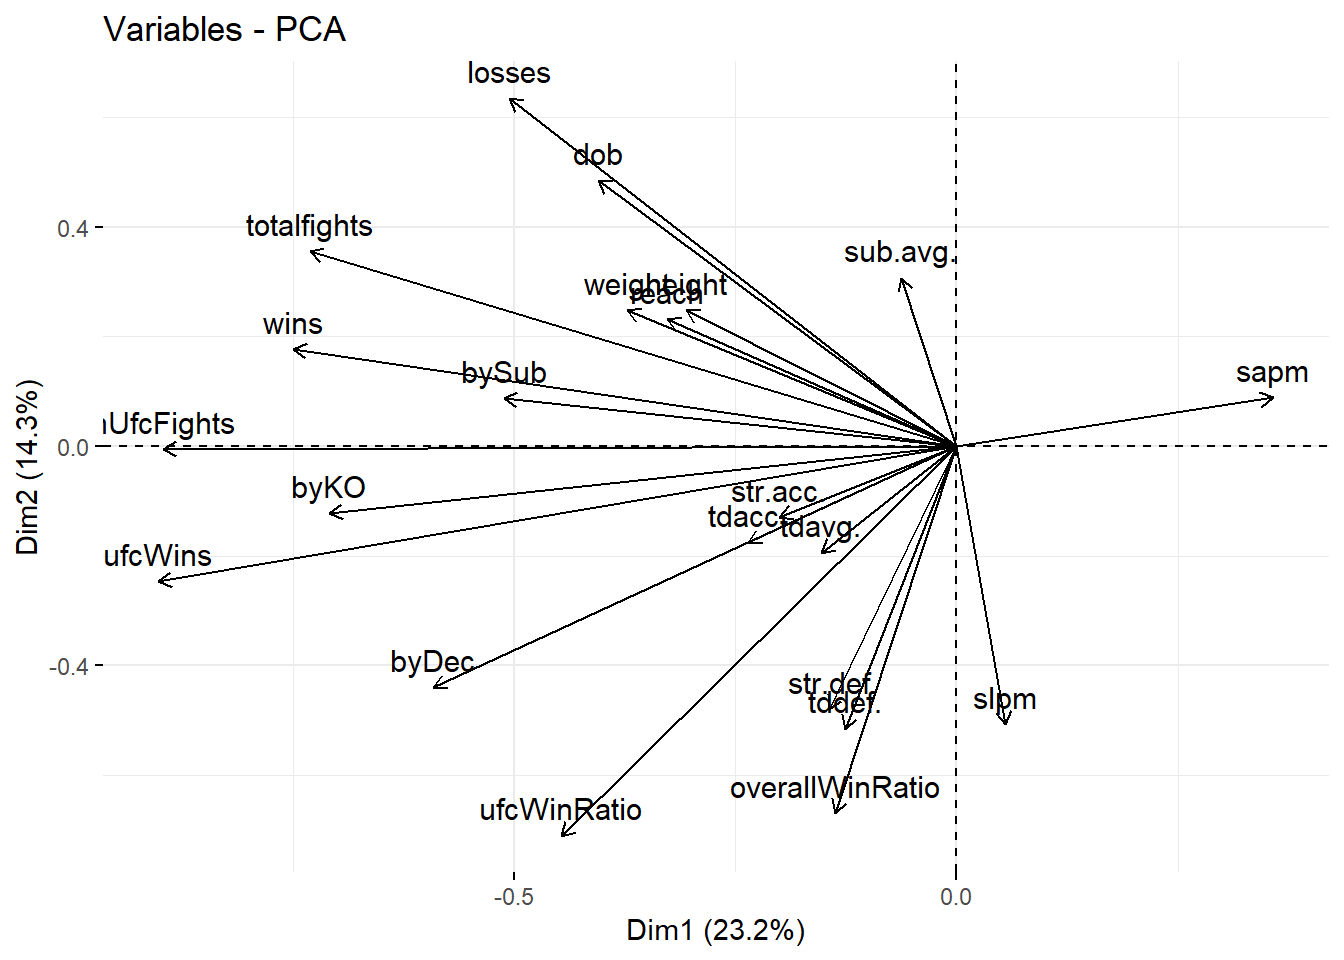 Variables - PCA
losses
dob
totalfights
sub.avg.
weight
height
reach
wins
bySub
sapm
UfcFights
byKO
str.acc.
tdacc.
tdavg.
ufcWins
byDec
str.def.
tddef.
slpm
overallWinRatio
ufcWinRatio
0.4
0.0
-0.4
Dim2 (14.3%)
-0.5
0.0
Dim1 (23.2%)